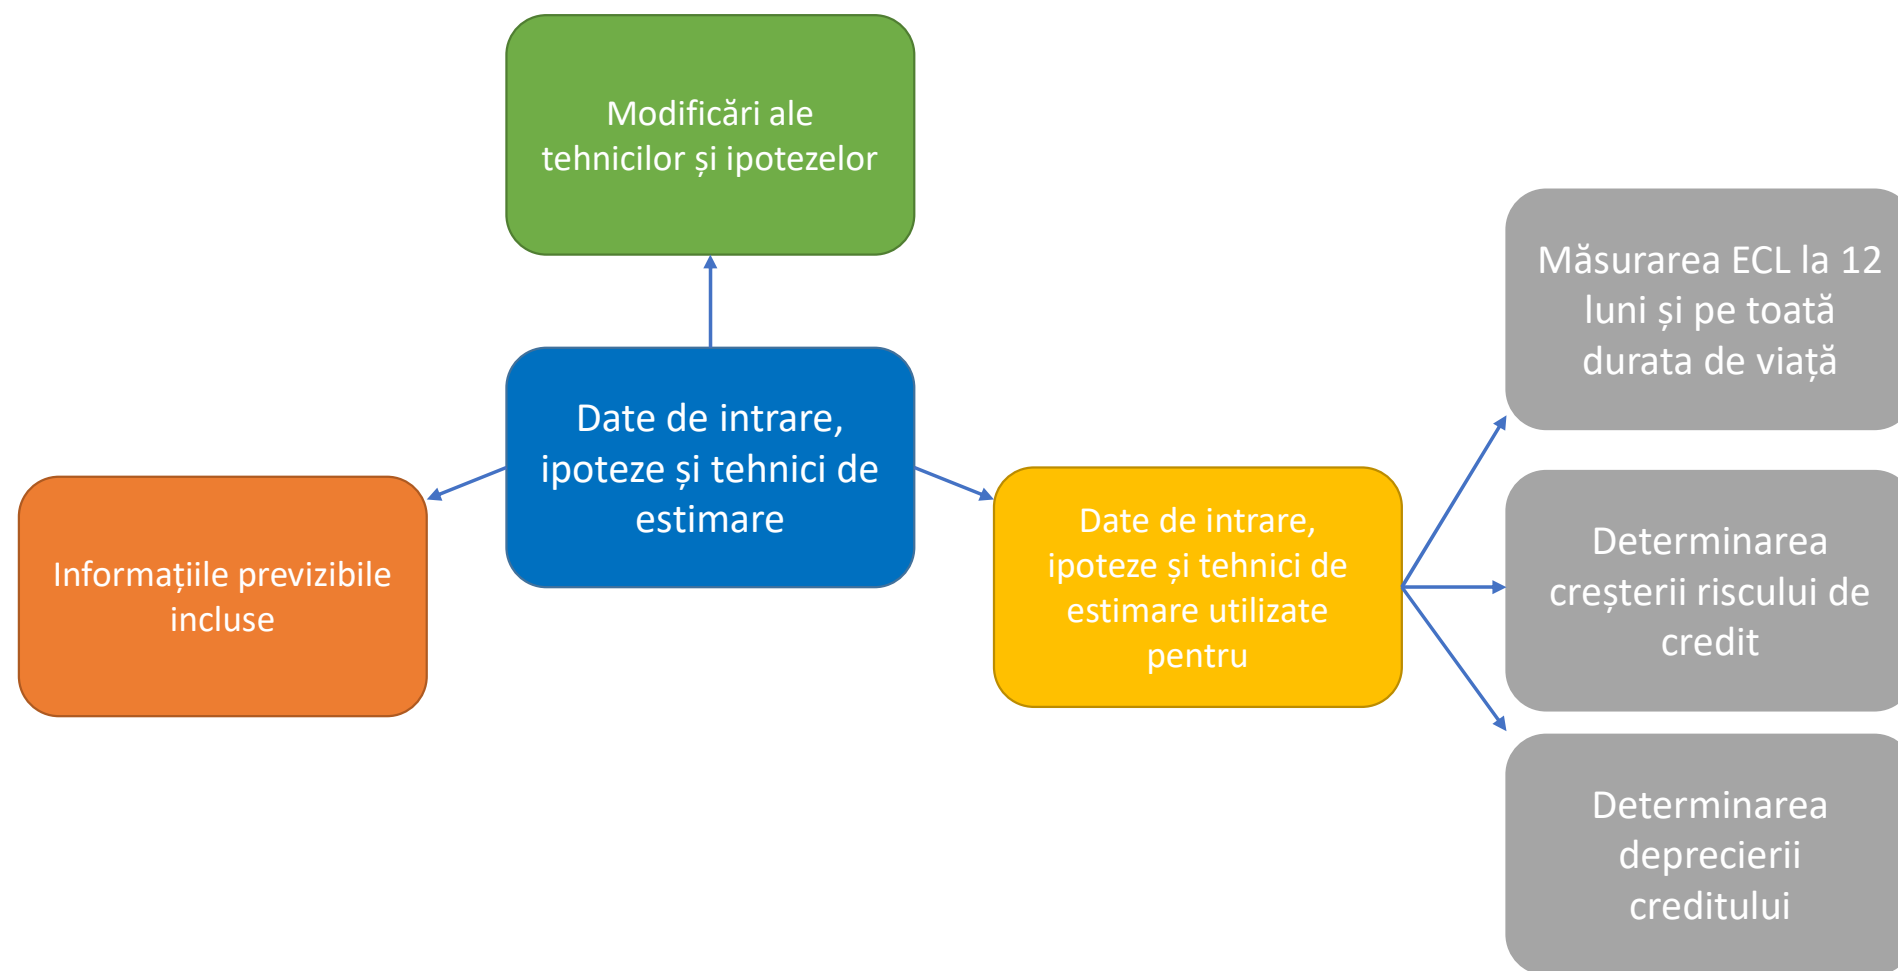 Modificări ale
tehnicilor și ipotezelor
Date de intrare,
ipoteze și tehnici de
estimare
Informațiile previzibile
incluse
Date de intrare,
ipoteze și tehnici de
estimare utilizate
pentru
Măsurarea ECL la 12
luni și pe toată
durata de viață
Determinarea
creșterii riscului de
credit
Determinarea
deprecierii
creditului